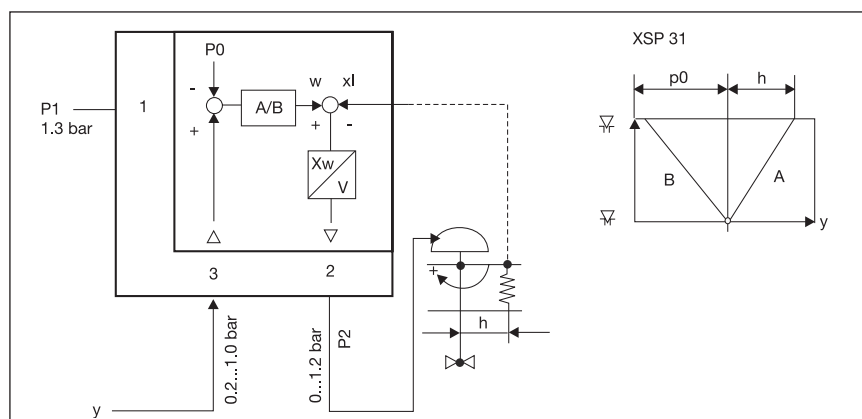 XSP 31
P0
p0
h
w
xI
P1
1.3 bar
1
-
A/B
+
+
-
B
A
Xw
V
y
3
2
+
h
0.2...1.0 bar
0...1.2 bar
P2
y